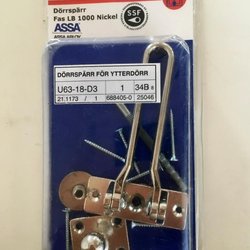 Dörrspärr
Fas LB 1000 Nickel
ASSA
ASSA ABLOY
SSF
DÖRRSPÄRR FÖR YTTERDÖRR
U63-18-D3 1 34B 8
21.1173 / 1 688405-0 25046